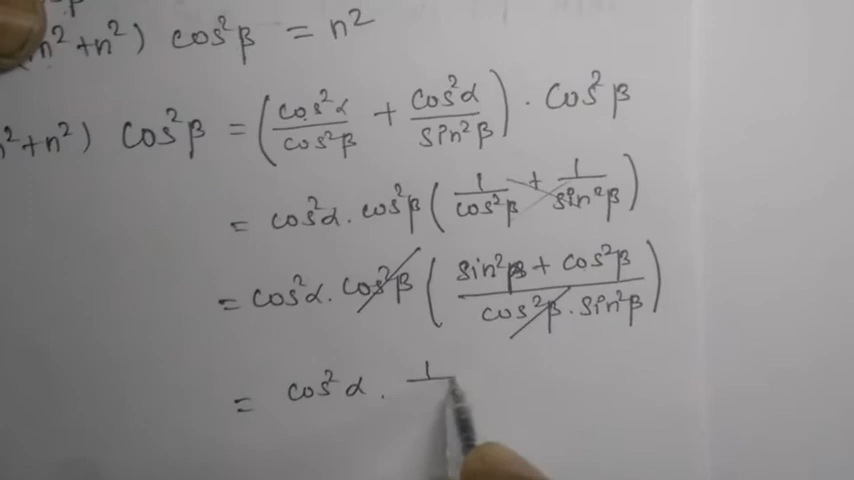 m²+n²) cos²β = n²
²+n²) cos²β = (cos²α/cos²β + cos²α/sin²β) · cos²β
= cos²α · cos²β (1/cos²β + 1/sin²β)
= cos²α · cos²β (sin²β + cos²β / cos²β · sin²β)
= cos²α · 1